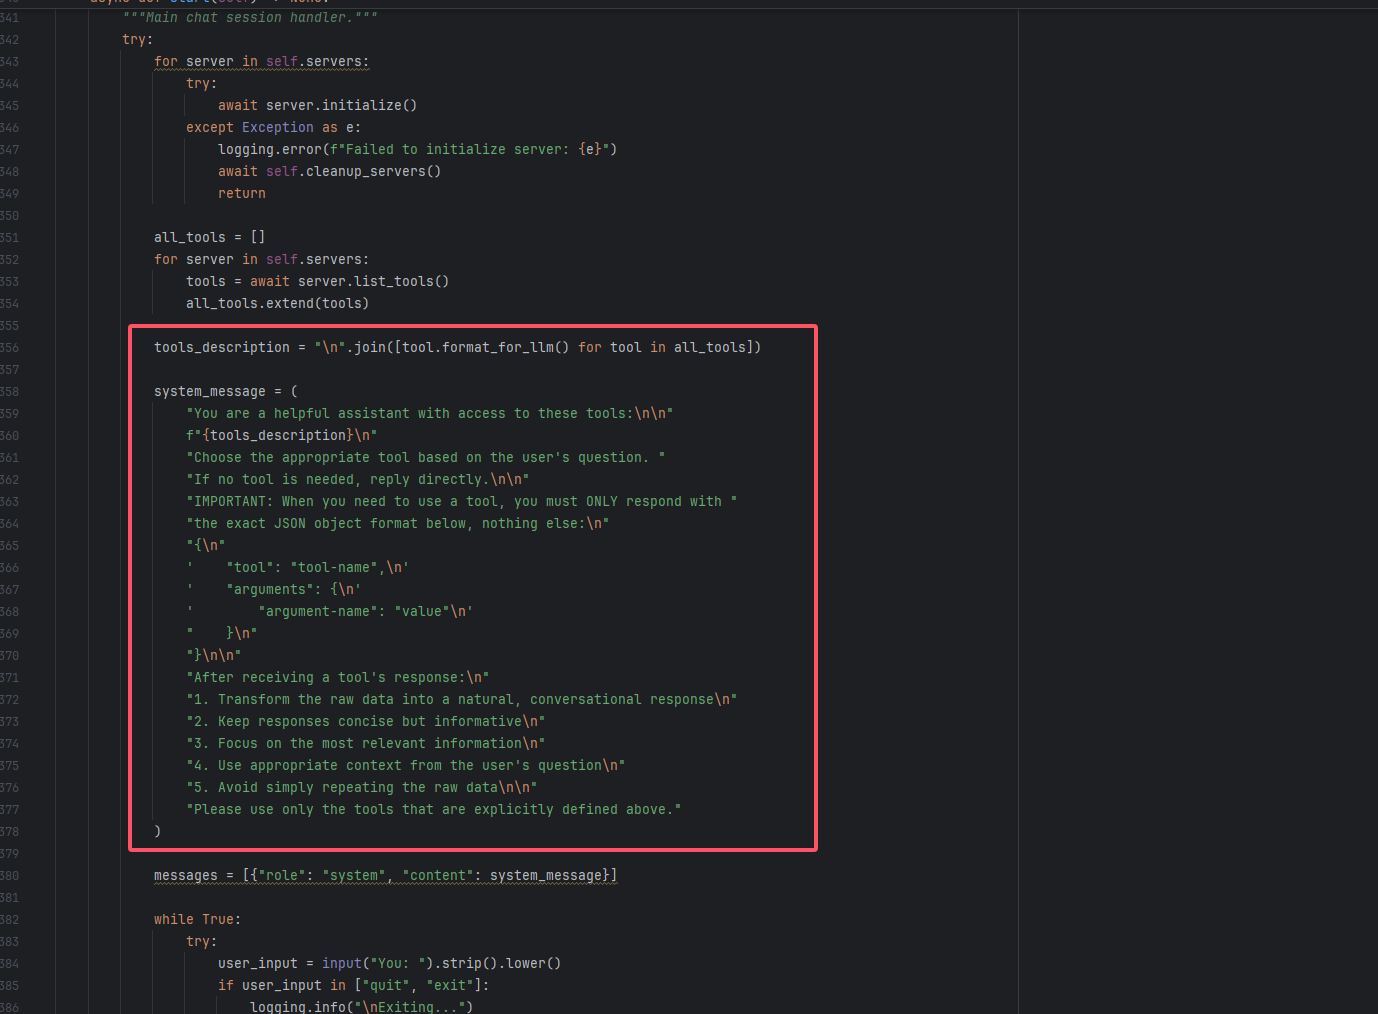 async def start(self) -> None:
341 """Main chat session handler."""
342 try:
343 for server in self.servers:
344 try:
345 await server.initialize()
346 except Exception as e:
347 logging.error(f"Failed to initialize server: {e}")
348 await self.cleanup_servers()
349 return
350
351 all_tools = []
352 for server in self.servers:
353 tools = await server.list_tools()
354 all_tools.extend(tools)
355
356 tools_description = "\n".join([tool.format_for_llm() for tool in all_tools])
357
358 system_message = (
359 "You are a helpful assistant with access to these tools:\n\n"
360 f"{tools_description}\n"
361 "Choose the appropriate tool based on the user's question. "
362 "If no tool is needed, reply directly.\n\n"
363 "IMPORTANT: When you need to use a tool, you must ONLY respond with "
364 "the exact JSON object format below, nothing else:\n"
365 "{\n"
366 '    "tool": "tool-name",\n'
367 '    "arguments": {\n'
368 '        "argument-name": "value"\n'
369 "    }\n"
370 "}\n\n"
371 "After receiving a tool's response:\n"
372 "1. Transform the raw data into a natural, conversational response\n"
373 "2. Keep responses concise but informative\n"
374 "3. Focus on the most relevant information\n"
375 "4. Use appropriate context from the user's question\n"
376 "5. Avoid simply repeating the raw data\n\n"
377 "Please use only the tools that are explicitly defined above."
378 )
379
380 messages = [{"role": "system", "content": system_message}]
381
382 while True:
383 try:
384 user_input = input("You: ").strip().lower()
385 if user_input in ["quit", "exit"]:
386 logging.info("\nExiting...")